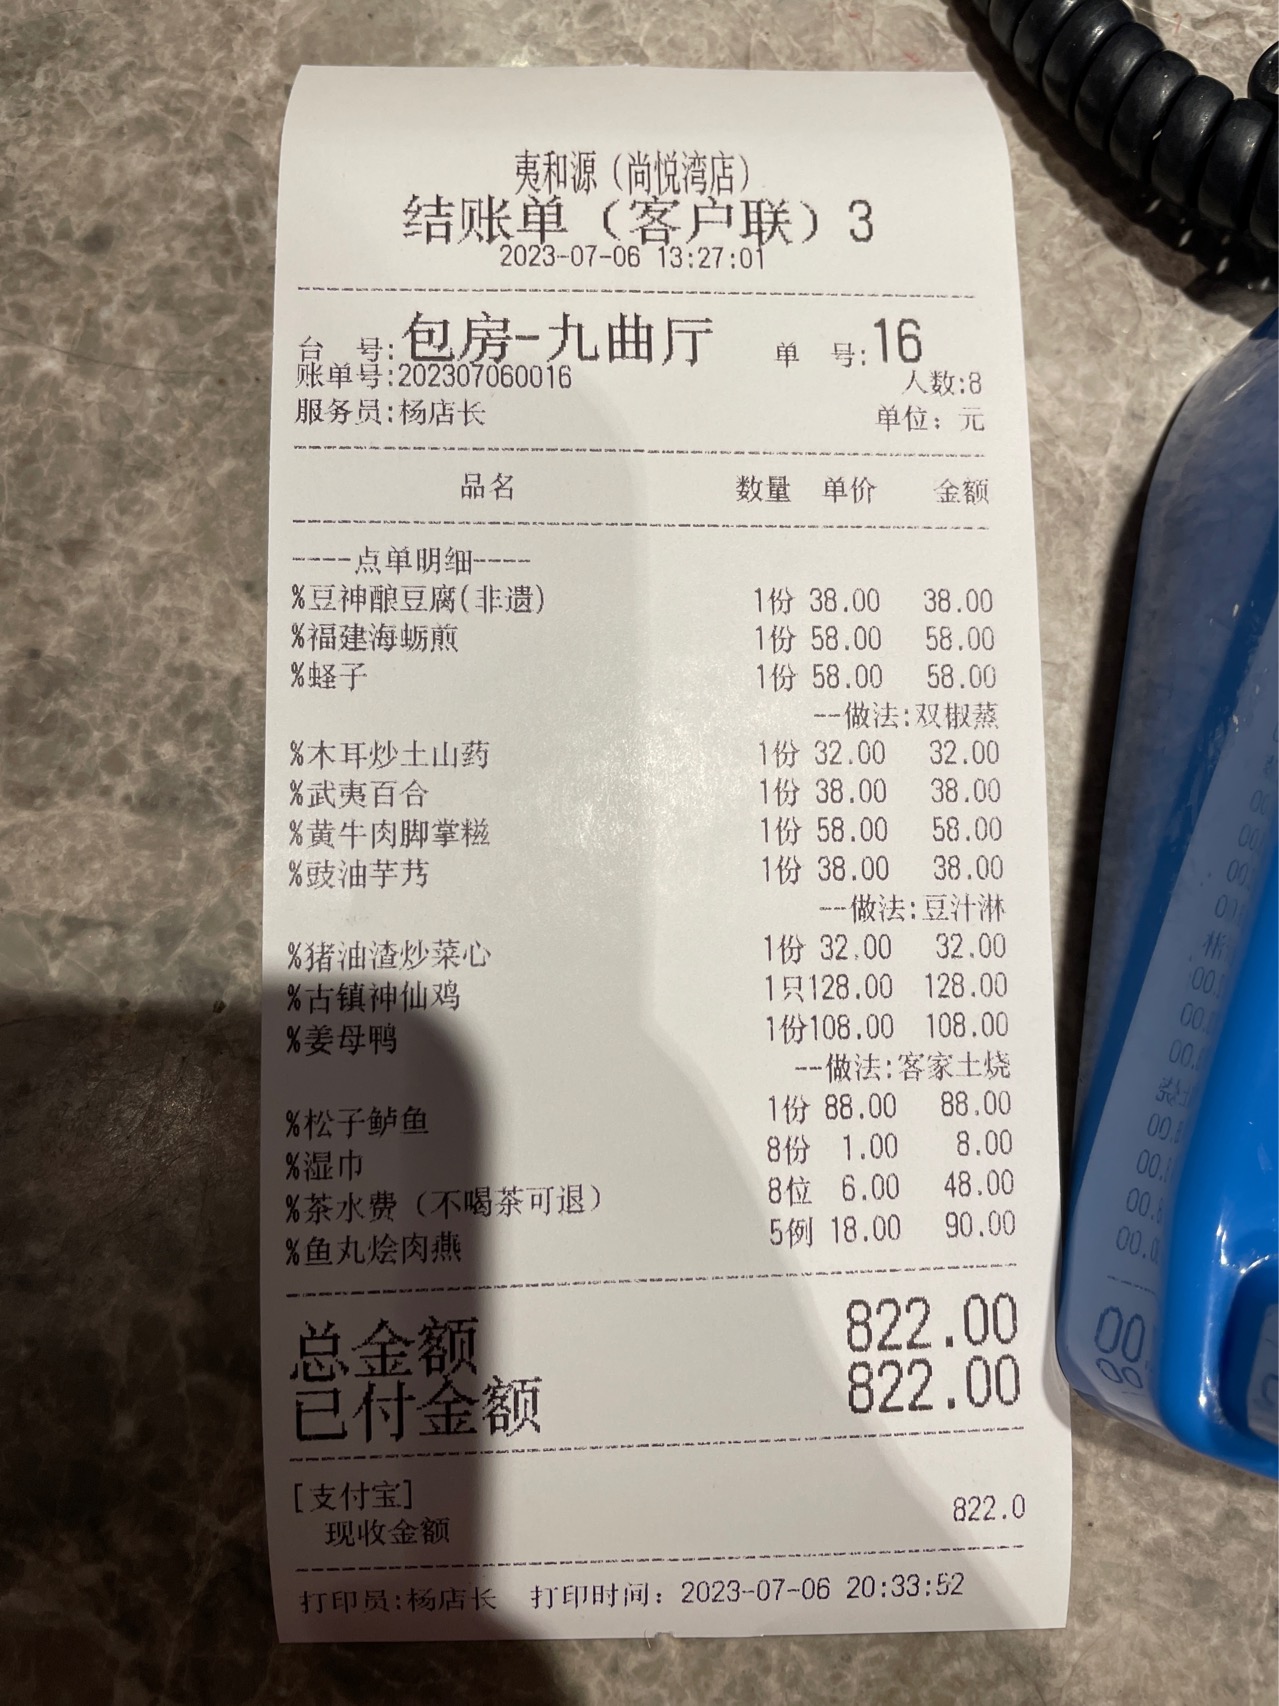 夷和源（尚悦湾店）
结账单（客户联）3
2023-07-06 13:27:01
台 号:包房-九曲厅 单 号:16
账单号:202307060016 人数:8
服务员:杨店长 单位：元
品名 数量 单价 金额
----点单明细----
%豆神酿豆腐(非遗) 1份 38.00 38.00
%福建海蛎煎 1份 58.00 58.00
%蛏子 1份 58.00 58.00
--做法:双椒蒸
%木耳炒土山药 1份 32.00 32.00
%武夷百合 1份 38.00 38.00
%黄牛肉脚掌糍 1份 58.00 58.00
%豉油芋艿 1份 38.00 38.00
--做法:豆汁淋
%猪油渣炒菜心 1份 32.00 32.00
%古镇神仙鸡 1只128.00 128.00
%姜母鸭 1份108.00 108.00
--做法:客家土烧
%松子鲈鱼 1份 88.00 88.00
%湿巾 8份 1.00 8.00
%茶水费（不喝茶可退） 8位 6.00 48.00
%鱼丸烩肉燕 5例 18.00 90.00
总金额 822.00
已付金额 822.00
[支付宝]
现收金额 822.0
打印员:杨店长 打印时间：2023-07-06 20:33:52